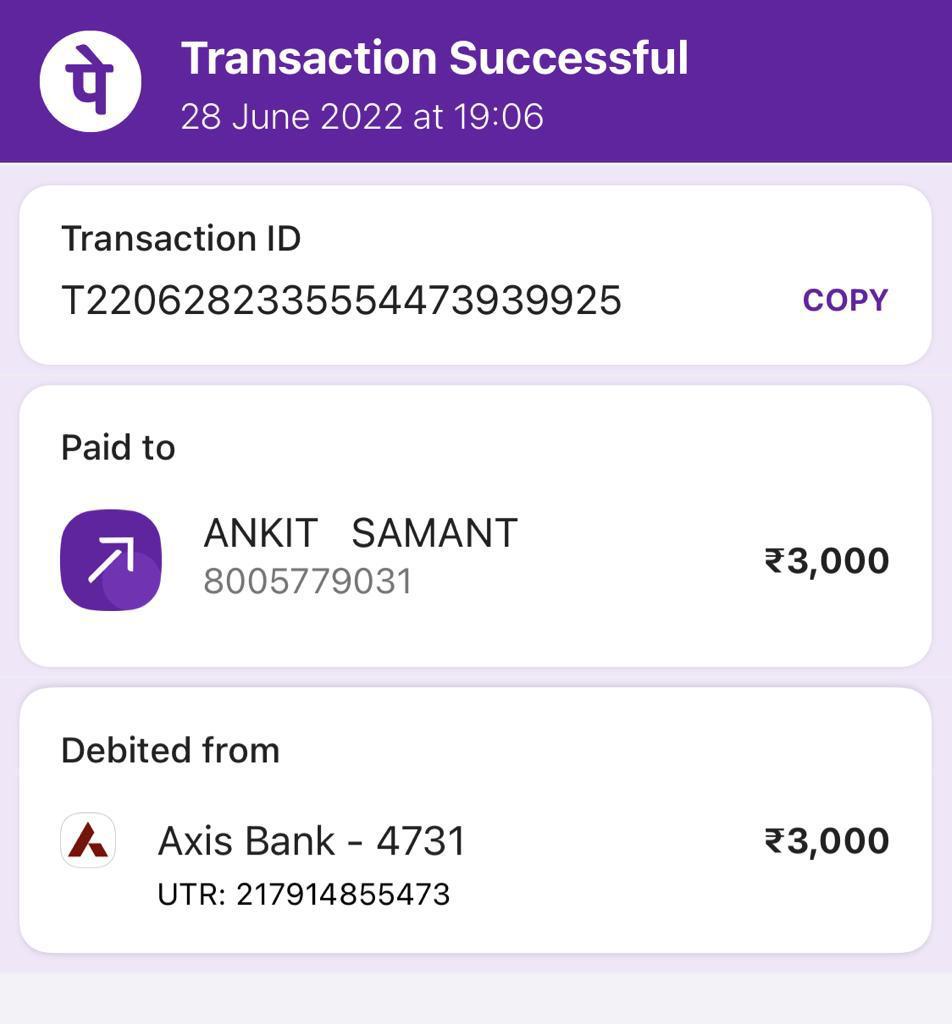 पे
Transaction Successful
28 June 2022 at 19:06
Transaction ID
T2206282335554473939925
COPY
Paid to
ANKIT   SAMANT
8005779031
₹3,000
Debited from
Axis Bank - 4731
₹3,000
UTR: 217914855473